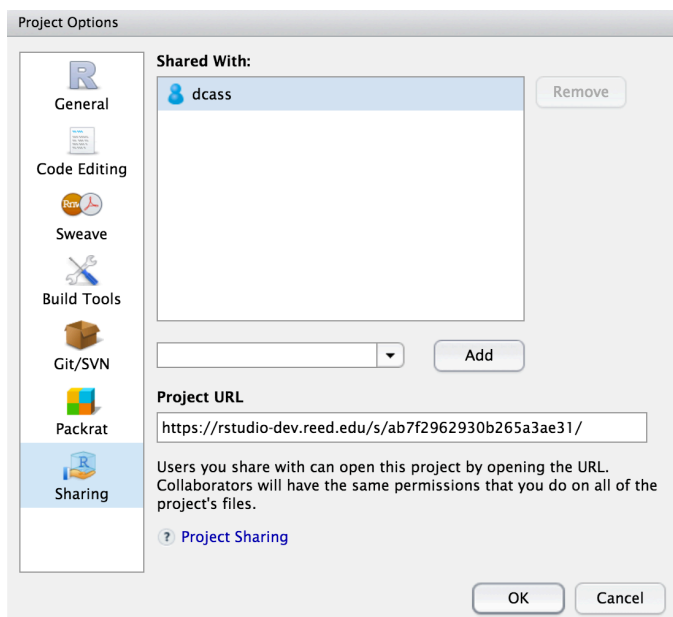 Project Options
General
Code Editing
Sweave
Build Tools
Git/SVN
Packrat
Sharing
Shared With:
dcass
Remove
Add
Project URL
https://rstudio-dev.reed.edu/s/ab7f2962930b265a3ae31/
Users you share with can open this project by opening the URL.
Collaborators will have the same permissions that you do on all of the
project's files.
? Project Sharing
OK
Cancel